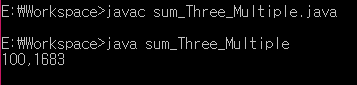 E:₩Workspace>javac sum_Three_Multiple.java
E:₩Workspace>java sum_Three_Multiple
100,1683